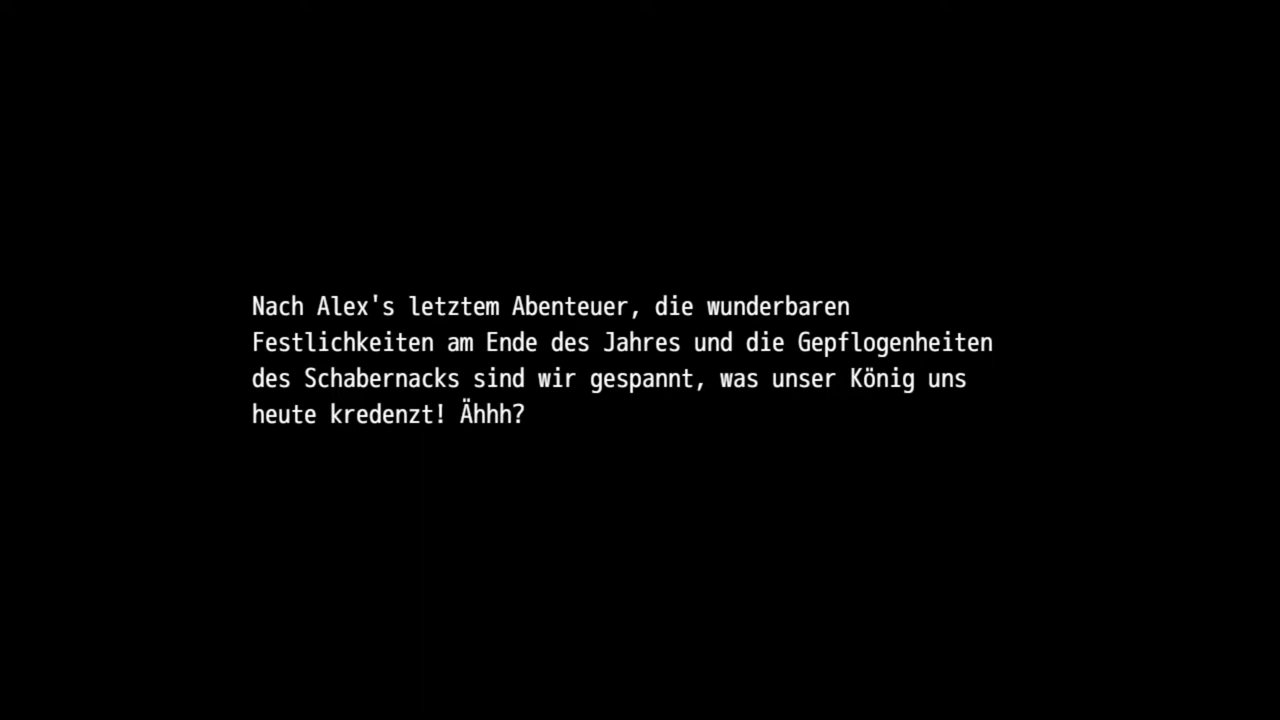 Nach Alex's letztem Abenteuer, die wunderbaren
Festlichkeiten am Ende des Jahres und die Gepflogenheiten
des Schabernacks sind wir gespannt, was unser König uns
heute kredenzt! Ähhh?